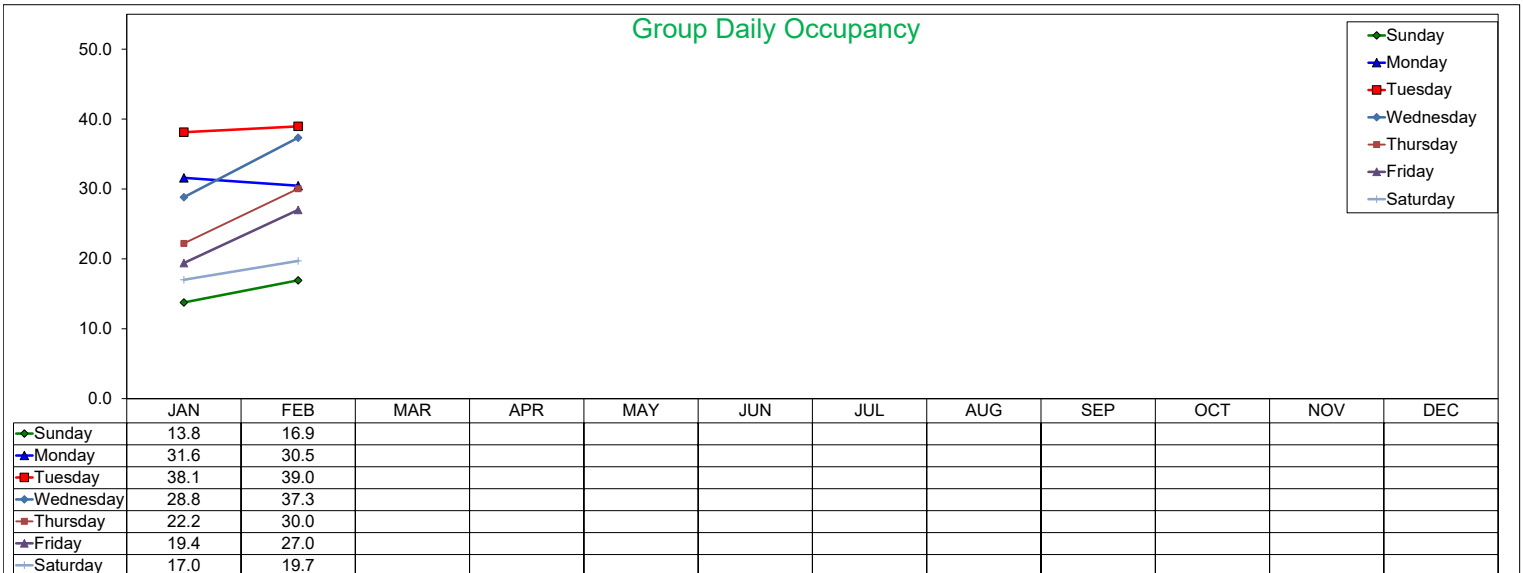 Group Daily Occupancy
50.0
40.0
30.0
20.0
10.0
0.0
Sunday
Monday
Tuesday
Wednesday
Thursday
Friday
Saturday
JAN FEB MAR APR MAY JUN JUL AUG SEP OCT NOV DEC
Sunday 13.8 16.9
Monday 31.6 30.5
Tuesday 38.1 39.0
Wednesday 28.8 37.3
Thursday 22.2 30.0
Friday 19.4 27.0
Saturday 17.0 19.7